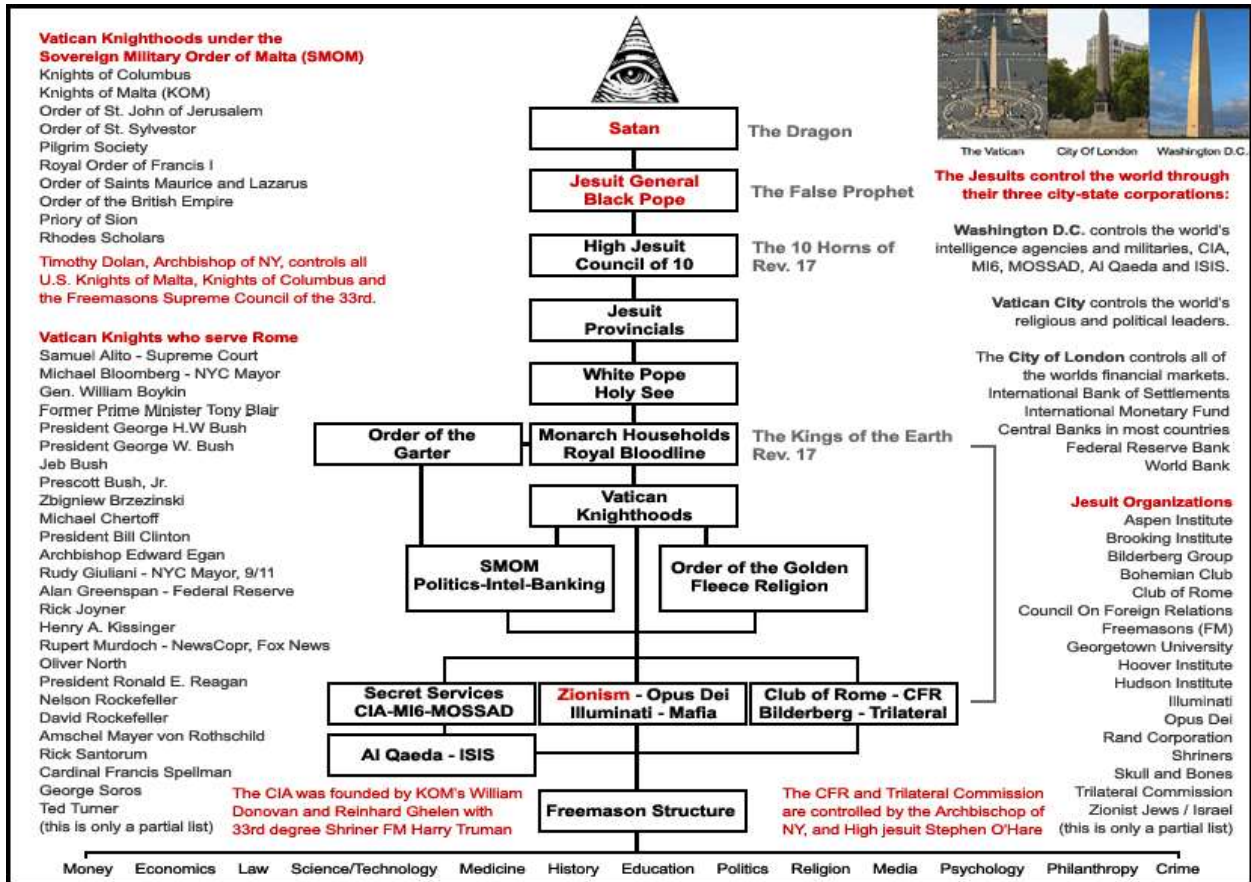 Vatican Knighthoods under the
Sovereign Military Order of Malta (SMOM)
Knights of Columbus
Knights of Malta (KOM)
Order of St. John of Jerusalem
Order of St. Sylvestor
Pilgrim Society
Royal Order of Francis I
Order of Saints Maurice and Lazarus
Order of the British Empire
Priory of Sion
Rhodes Scholars
Timothy Dolan, Archbishop of NY, controls all
U.S. Knights of Malta, Knights of Columbus and
the Freemasons Supreme Council of the 33rd.
Vatican Knights who serve Rome
Samuel Alito - Supreme Court
Michael Bloomberg - NYC Mayor
Gen. William Boykin
Former Prime Minister Tony Blair
President George H.W Bush
President George W. Bush
Jeb Bush
Prescott Bush, Jr.
Zbigniew Brzezinski
Michael Chertoff
President Bill Clinton
Archbishop Edward Egan
Rudy Giuliani - NYC Mayor, 9/11
Alan Greenspan - Federal Reserve
Rick Joyner
Henry A. Kissinger
Rupert Murdoch - NewsCopr, Fox News
Oliver North
President Ronald E. Reagan
Nelson Rockefeller
David Rockefeller
Amschel Mayer von Rothschild
Rick Santorum
Cardinal Francis Spellman
George Soros
Ted Turner
(this is only a partial list)
Satan
The Dragon
Jesuit General
Black Pope
The False Prophet
High Jesuit
Council of 10
The 10 Horns of
Rev. 17
Jesuit
Provincials
White Pope
Holy See
Order of the
Garter
Monarch Households
Royal Bloodline
The Kings of the Earth
Rev. 17
Vatican
Knighthoods
SMOM
Politics-Intel-Banking
Order of the Golden
Fleece Religion
Secret Services
CIA-MI6-MOSSAD
Zionism - Opus Dei
Illuminati - Mafia
Club of Rome - CFR
Bilderberg - Trilateral
Al Qaeda - ISIS
The CIA was founded by KOM's William
Donovan and Reinhard Ghelen with
33rd degree Shriner FM Harry Truman
Freemason Structure
The CFR and Trilateral Commission
are controlled by the Archbischop of
NY, and High jesuit Stephen O'Hare
The Vatican
City Of London
Washington D.C.
The Jesuits control the world through
their three city-state corporations:
Washington D.C. controls the world's
intelligence agencies and militaries, CIA,
MI6, MOSSAD, Al Qaeda and ISIS.
Vatican City controls the world's
religious and political leaders.
The City of London controls all of
the worlds financial markets.
International Bank of Settlements
International Monetary Fund
Central Banks in most countries
Federal Reserve Bank
World Bank
Jesuit Organizations
Aspen Institute
Brooking Institute
Bilderberg Group
Bohemian Club
Club of Rome
Council On Foreign Relations
Freemasons (FM)
Georgetown University
Hoover Institute
Hudson Institute
Illuminati
Opus Dei
Rand Corporation
Shriners
Skull and Bones
Trilateral Commission
Zionist Jews / Israel
(this is only a partial list)
Money Economics Law Science/Technology Medicine History Education Politics Religion Media Psychology Philanthropy Crime